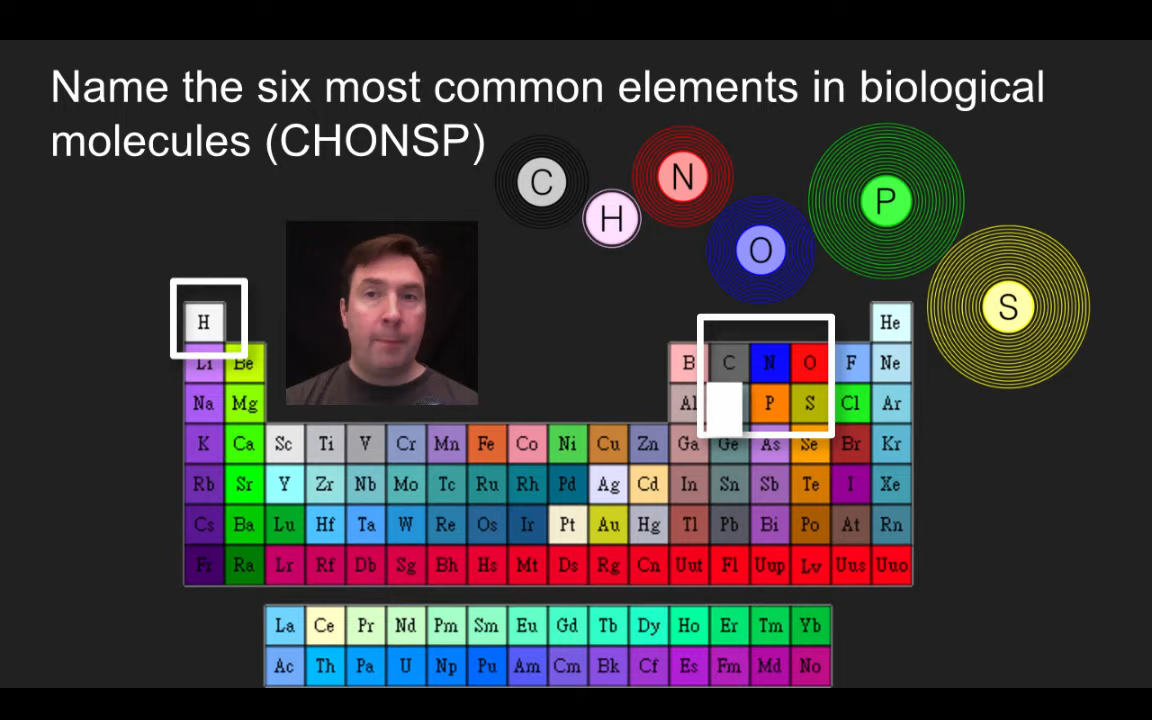 Name the six most common elements in biological
molecules (CHONSP)
C
H
N
O
P
S
H He
Li Be B C N O F Ne
Na Mg Al P S Cl Ar
K Ca Sc Ti V Cr Mn Fe Co Ni Cu Zn Ga Ge As Se Br Kr
Rb Sr Y Zr Nb Mo Tc Ru Rh Pd Ag Cd In Sn Sb Te I Xe
Cs Ba Lu Hf Ta W Re Os Ir Pt Au Hg Tl Pb Bi Po At Rn
Fr Ra Lr Rf Db Sg Bh Hs Mt Ds Rg Cn Uut Fl Uup Lv Uus Uuo
La Ce Pr Nd Pm Sm Eu Gd Tb Dy Ho Er Tm Yb
Ac Th Pa U Np Pu Am Cm Bk Cf Es Fm Md No